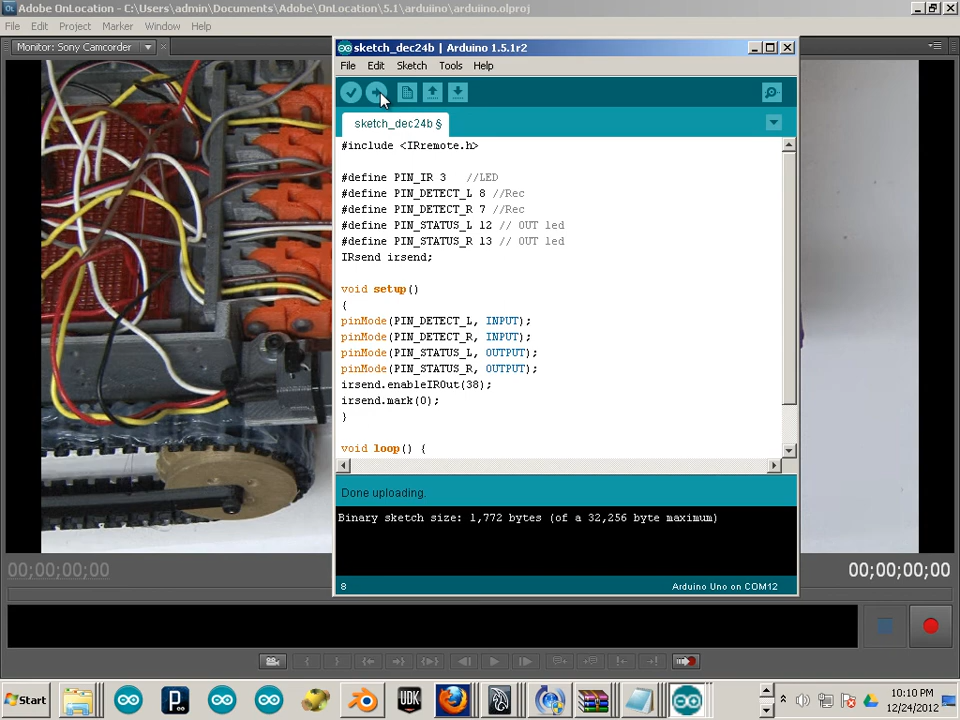 Adobe OnLocation - C:\Users\admin\Documents\Adobe\OnLocation\5.1\arduiino\arduiino.olproj
File Edit Project Marker Window Help
Monitor: Sony Camcorder
sketch_dec24b | Arduino 1.5.1r2
File Edit Sketch Tools Help
sketch_dec24b §
#include <IRremote.h>
#define PIN_IR 3 //LED
#define PIN_DETECT_L 8 //Rec
#define PIN_DETECT_R 7 //Rec
#define PIN_STATUS_L 12 // OUT led
#define PIN_STATUS_R 13 // OUT led
IRsend irsend;
void setup()
{
pinMode(PIN_DETECT_L, INPUT);
pinMode(PIN_DETECT_R, INPUT);
pinMode(PIN_STATUS_L, OUTPUT);
pinMode(PIN_STATUS_R, OUTPUT);
irsend.enableIROut(38);
irsend.mark(0);
}
void loop() {
Done uploading.
Binary sketch size: 1,772 bytes (of a 32,256 byte maximum)
8 Arduino Uno on COM12
00;00;00;00 00;00;00;00
Start UDK 10:10 PM
12/24/2012